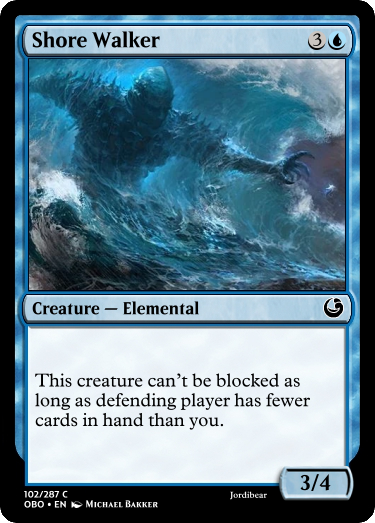 Shore Walker 3
Creature — Elemental
This creature can't be blocked as
long as defending player has fewer
cards in hand than you.
3/4
102/287 C
OBO • EN Michael Bakker
Jordibear